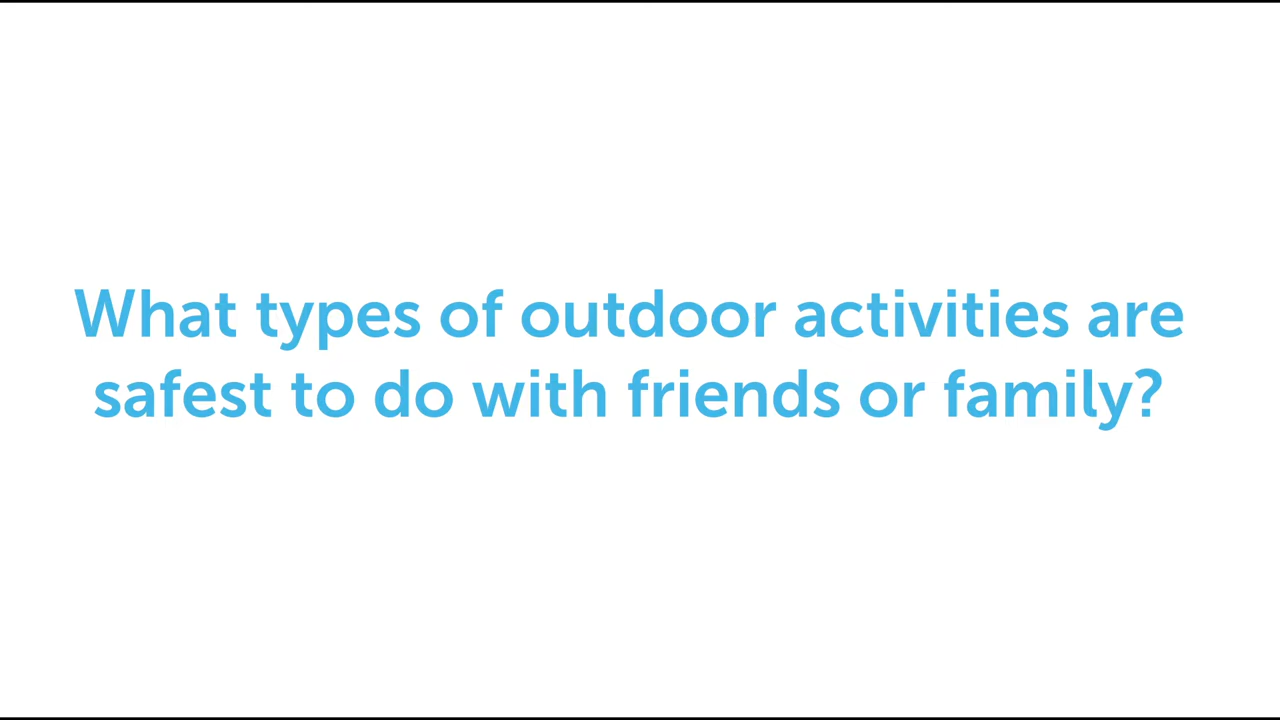 What types of outdoor activities are
safest to do with friends or family?